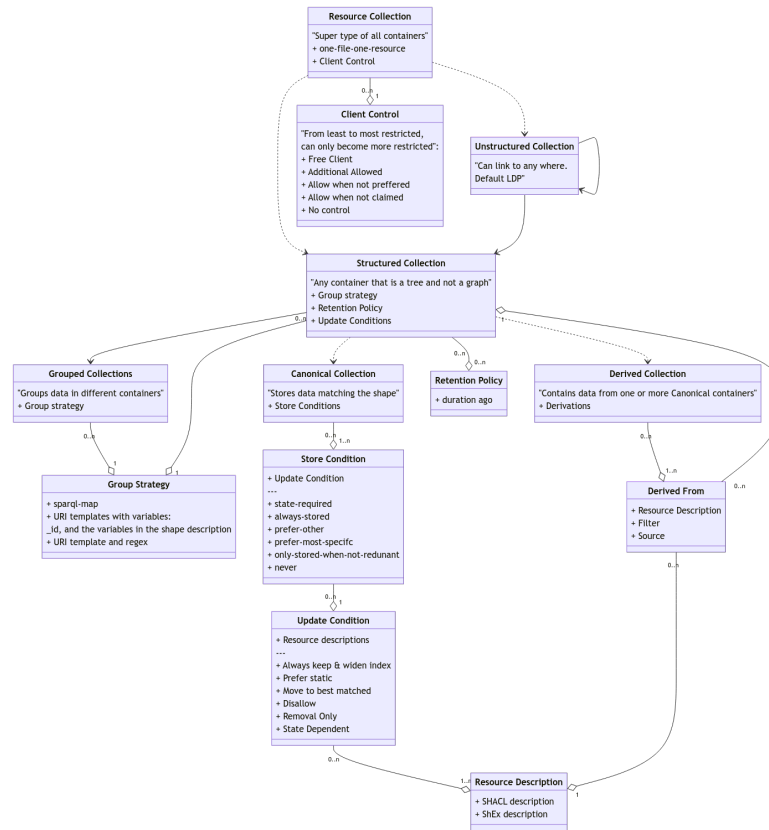 Resource Collection
"Super type of all containers"
+ one-file-one-resource
+ Client Control
0..n
1
Client Control
"From least to most restricted,
can only become more restricted":
+ Free Client
+ Additional Allowed
+ Allow when not preffered
+ Allow when not claimed
+ No control
Unstructured Collection
"Can link to any where.
Default LDP"
Structured Collection
"Any container that is a tree and not a graph"
+ Group strategy
+ Retention Policy
+ Update Conditions
0..n
1
Grouped Collections
"Groups data in different containers"
+ Group strategy
0..n
1
1
Canonical Collection
"Stores data matching the shape"
+ Store Conditions
0..n
1..n
0..n
0..n
Retention Policy
+ duration ago
Derived Collection
"Contains data from one or more Canonical containers"
+ Derivations
0..n
1..n
0..n
Group Strategy
+ sparql-map
+ URI templates with variables:
_id, and the variables in the shape description
+ URI template and regex
Store Condition
+ Update Condition
---
+ state-required
+ always-stored
+ prefer-other
+ prefer-most-specifc
+ only-stored-when-not-redunant
+ never
0..n
1
Derived From
+ Resource Description
+ Filter
+ Source
0..n
Update Condition
+ Resource descriptions
---
+ Always keep & widen index
+ Prefer static
+ Move to best matched
+ Disallow
+ Removal Only
+ State Dependent
0..n
1..n
1
Resource Description
+ SHACL description
+ ShEx description